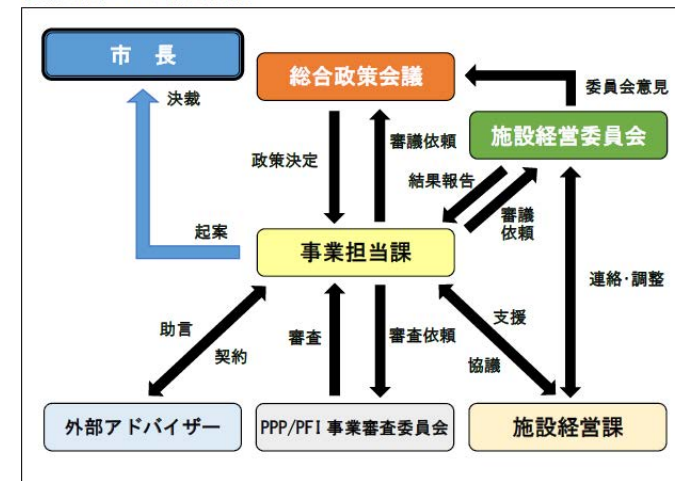 市　長
総合政策会議
委員会意見
決裁
施設経営委員会
政策決定
審議依頼
結果報告
審議
依頼
起案
事業担当課
連絡・調整
助言
契約
審査
審査依頼
支援
協議
外部アドバイザー
PPP/PFI 事業審査委員会
施設経営課